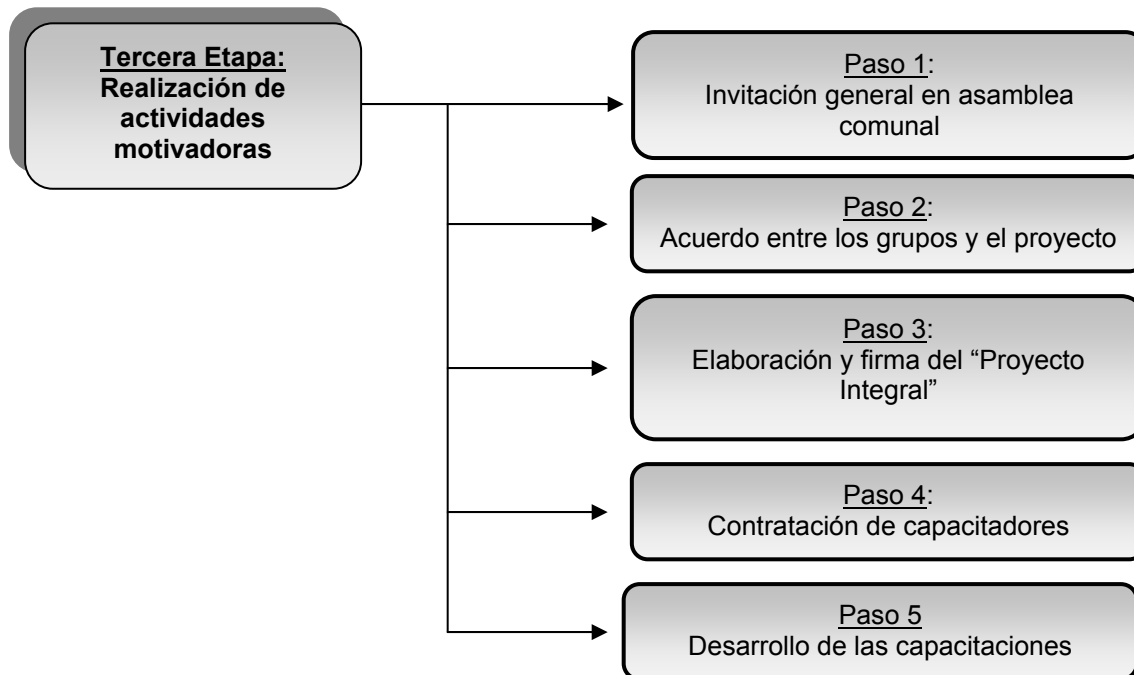 Tercera Etapa:
Realización de
actividades
motivadoras
Paso 1:
Invitación general en asamblea
comunal
Paso 2:
Acuerdo entre los grupos y el proyecto
Paso 3:
Elaboración y firma del “Proyecto
Integral”
Paso 4:
Contratación de capacitadores
Paso 5
Desarrollo de las capacitaciones